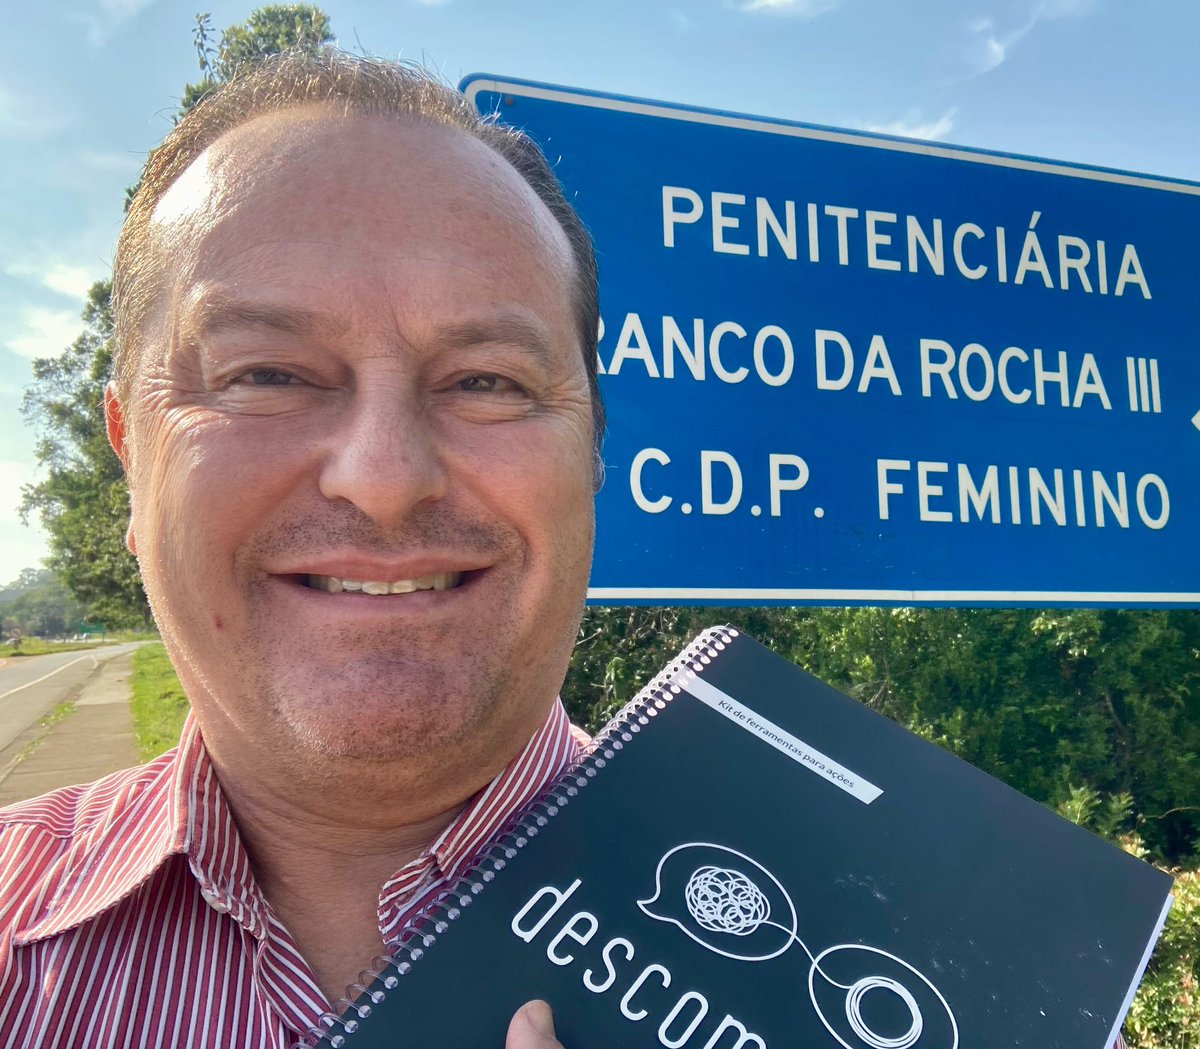 PENITENCIÁRIA
RANCO DA ROCHA III
C.D.P. FEMININO
Kit de ferramentas para ações
descom